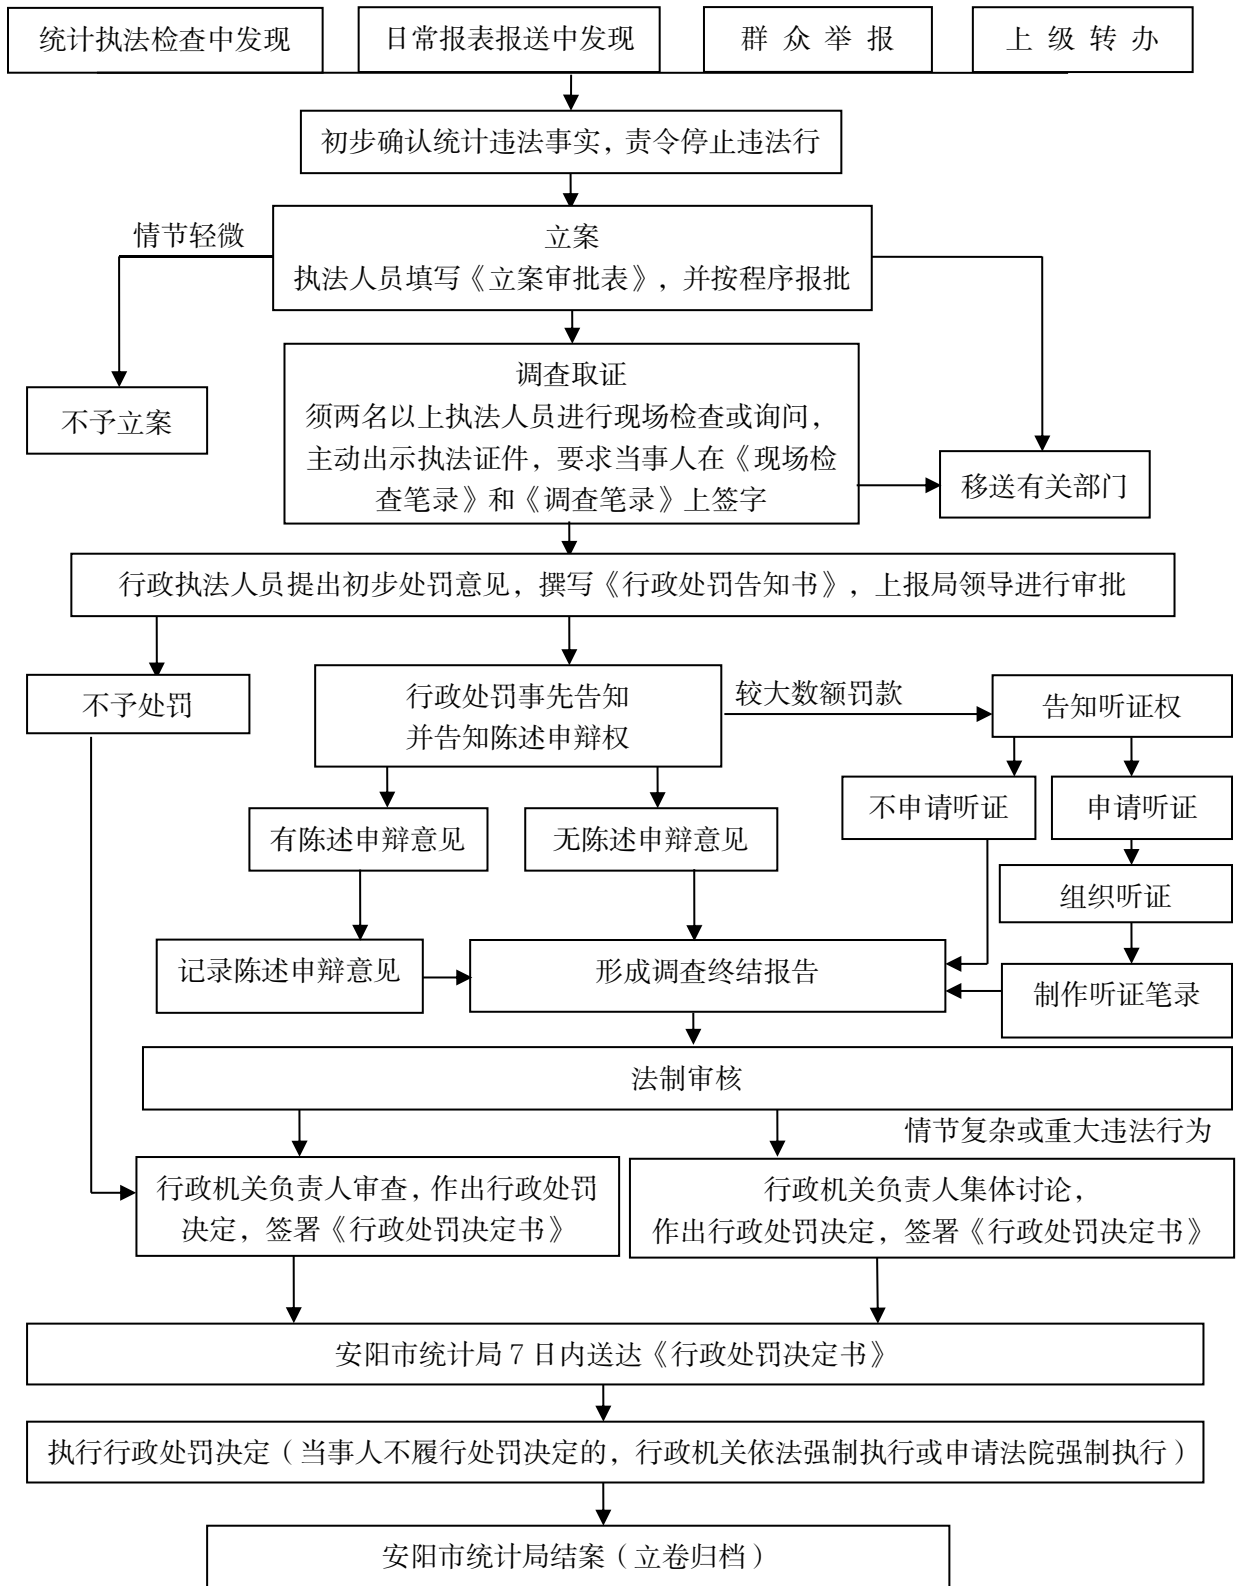 统计执法检查中发现
日常报表报送中发现
群众举报
上级转办
初步确认统计违法事实，责令停止违法行
情节轻微
立案
执法人员填写《立案审批表》，并按程序报批
调查取证
须两名以上执法人员进行现场检查或询问，
主动出示执法证件，要求当事人在《现场检
查笔录》和《调查笔录》上签字
不予立案
移送有关部门
行政执法人员提出初步处罚意见，撰写《行政处罚告知书》，上报局领导进行审批
不予处罚
行政处罚事先告知
并告知陈述申辩权
较大数额罚款
告知听证权
不申请听证
申请听证
有陈述申辩意见
无陈述申辩意见
组织听证
记录陈述申辩意见
形成调查终结报告
制作听证笔录
法制审核
情节复杂或重大违法行为
行政机关负责人审查，作出行政处罚
决定，签署《行政处罚决定书》
行政机关负责人集体讨论，
作出行政处罚决定，签署《行政处罚决定书》
安阳市统计局7日内送达《行政处罚决定书》
执行行政处罚决定（当事人不履行处罚决定的，行政机关依法强制执行或申请法院强制执行）
安阳市统计局结案（立卷归档）